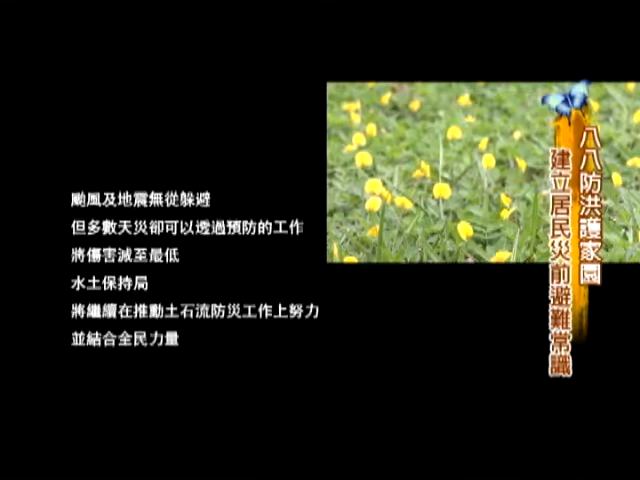 八八防洪護家園
建立居民災前避難常識
颱風及地震無從躲避
但多數天災卻可以透過預防的工作
將傷害減至最低
水土保持局
將繼續在推動土石流防災工作上努力
並結合全民力量